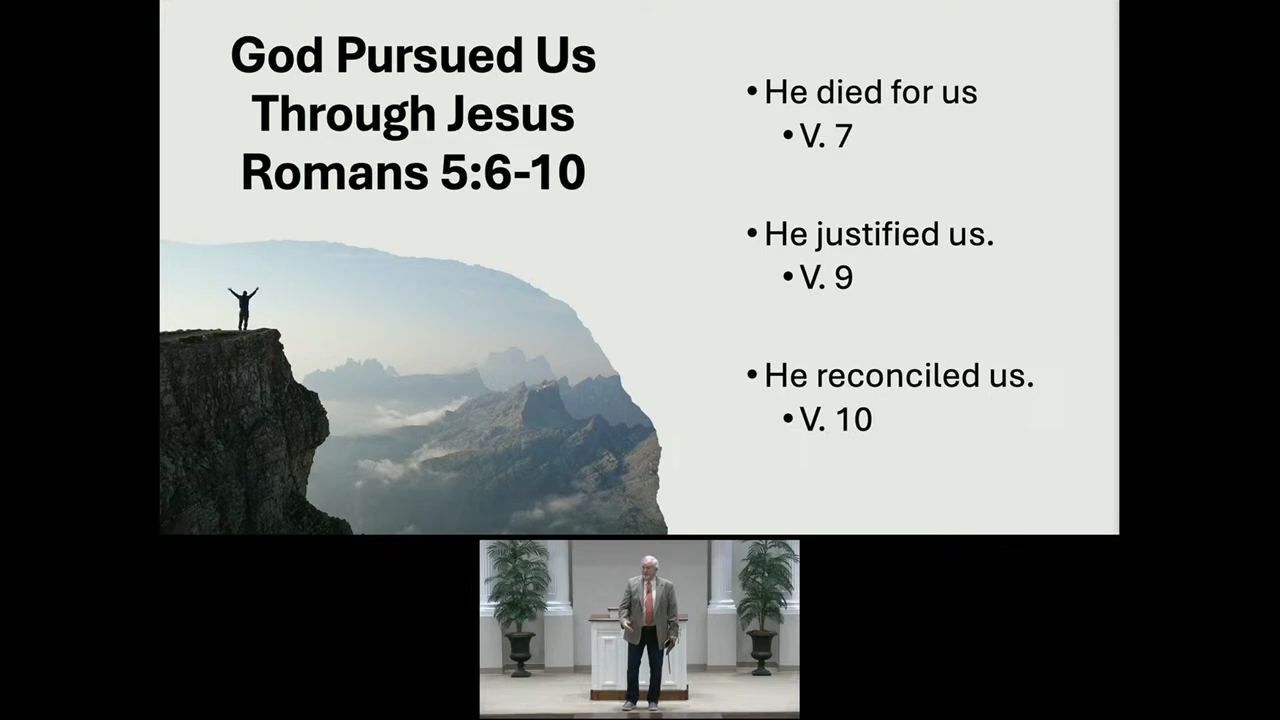 God Pursued Us
Through Jesus
Romans 5:6-10
• He died for us
• V. 7
• He justified us.
• V. 9
• He reconciled us.
• V. 10